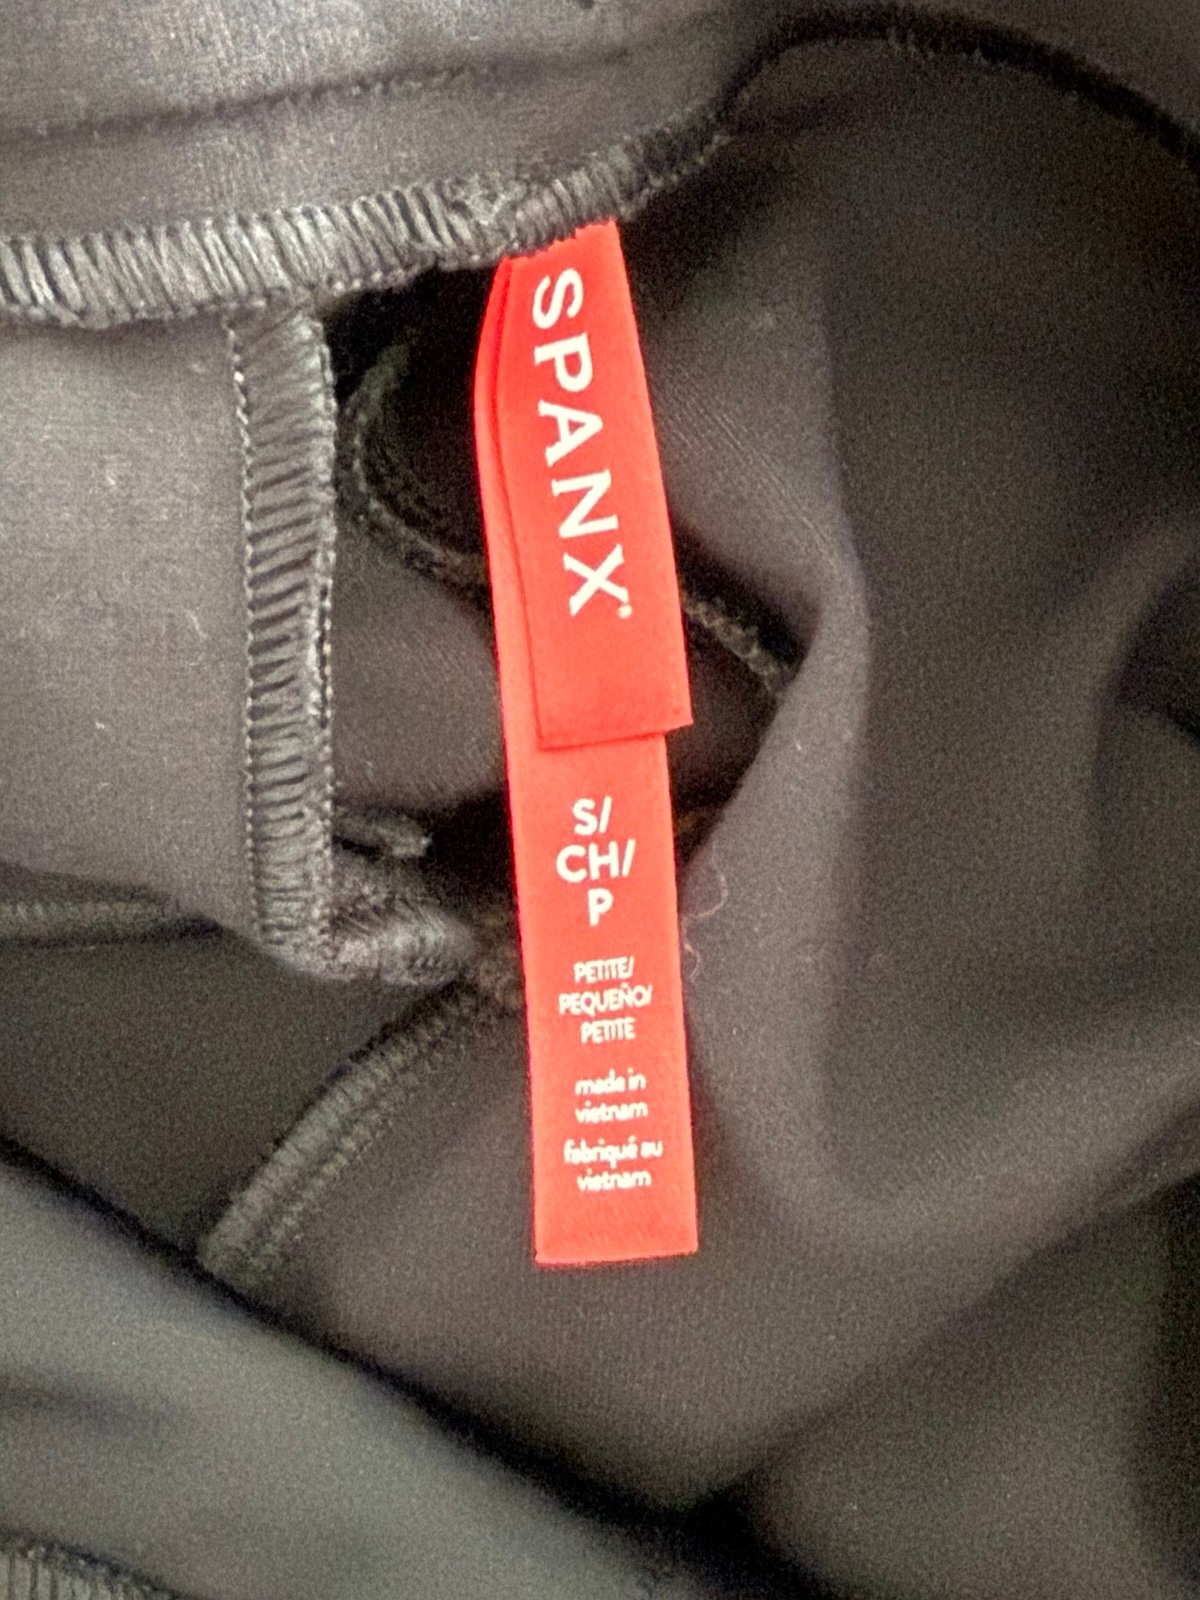 SPANX
S/
CH/
P
PETITE/
PEQUEÑO/
PETITE
made in
vietnam
fabriqué au
vietnam